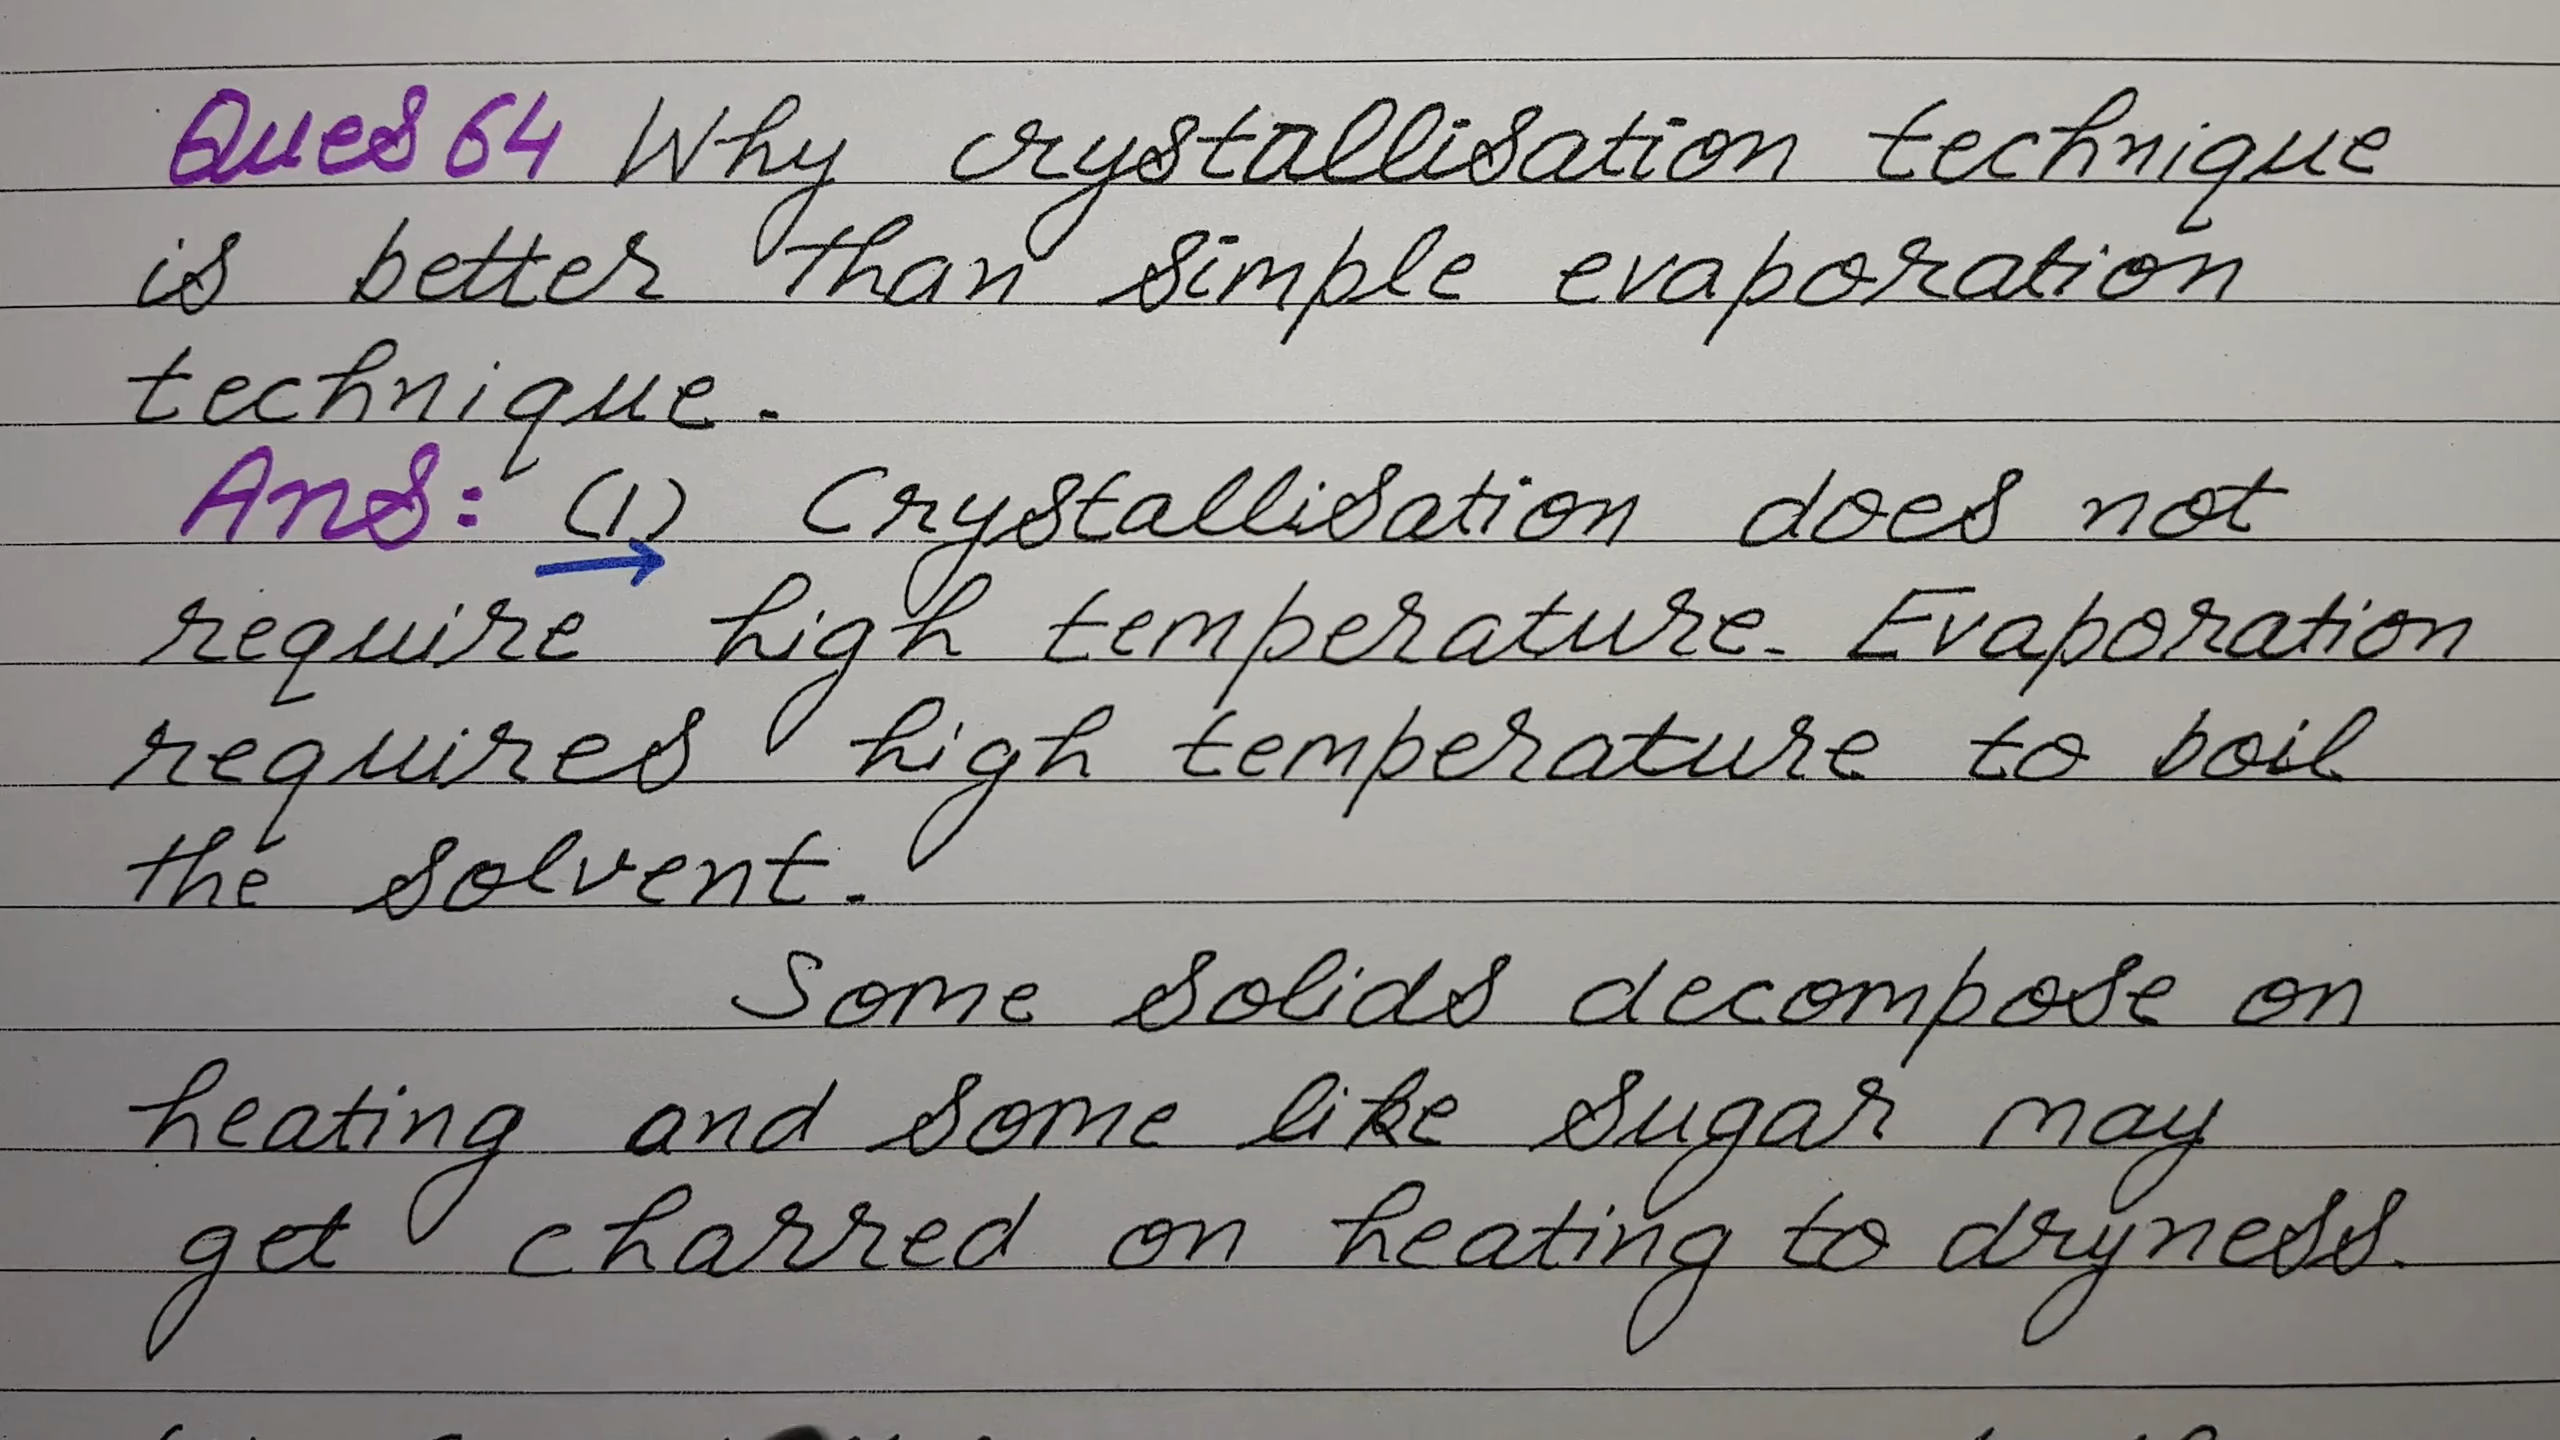 Ques 64 Why crystallisation technique
is better than simple evaporation
technique.
Ans: (1) Crystallisation does not
require high temperature. Evaporation
requires high temperature to boil
the solvent.
Some solids decompose on
heating and some like sugar may
get charred on heating to dryness.